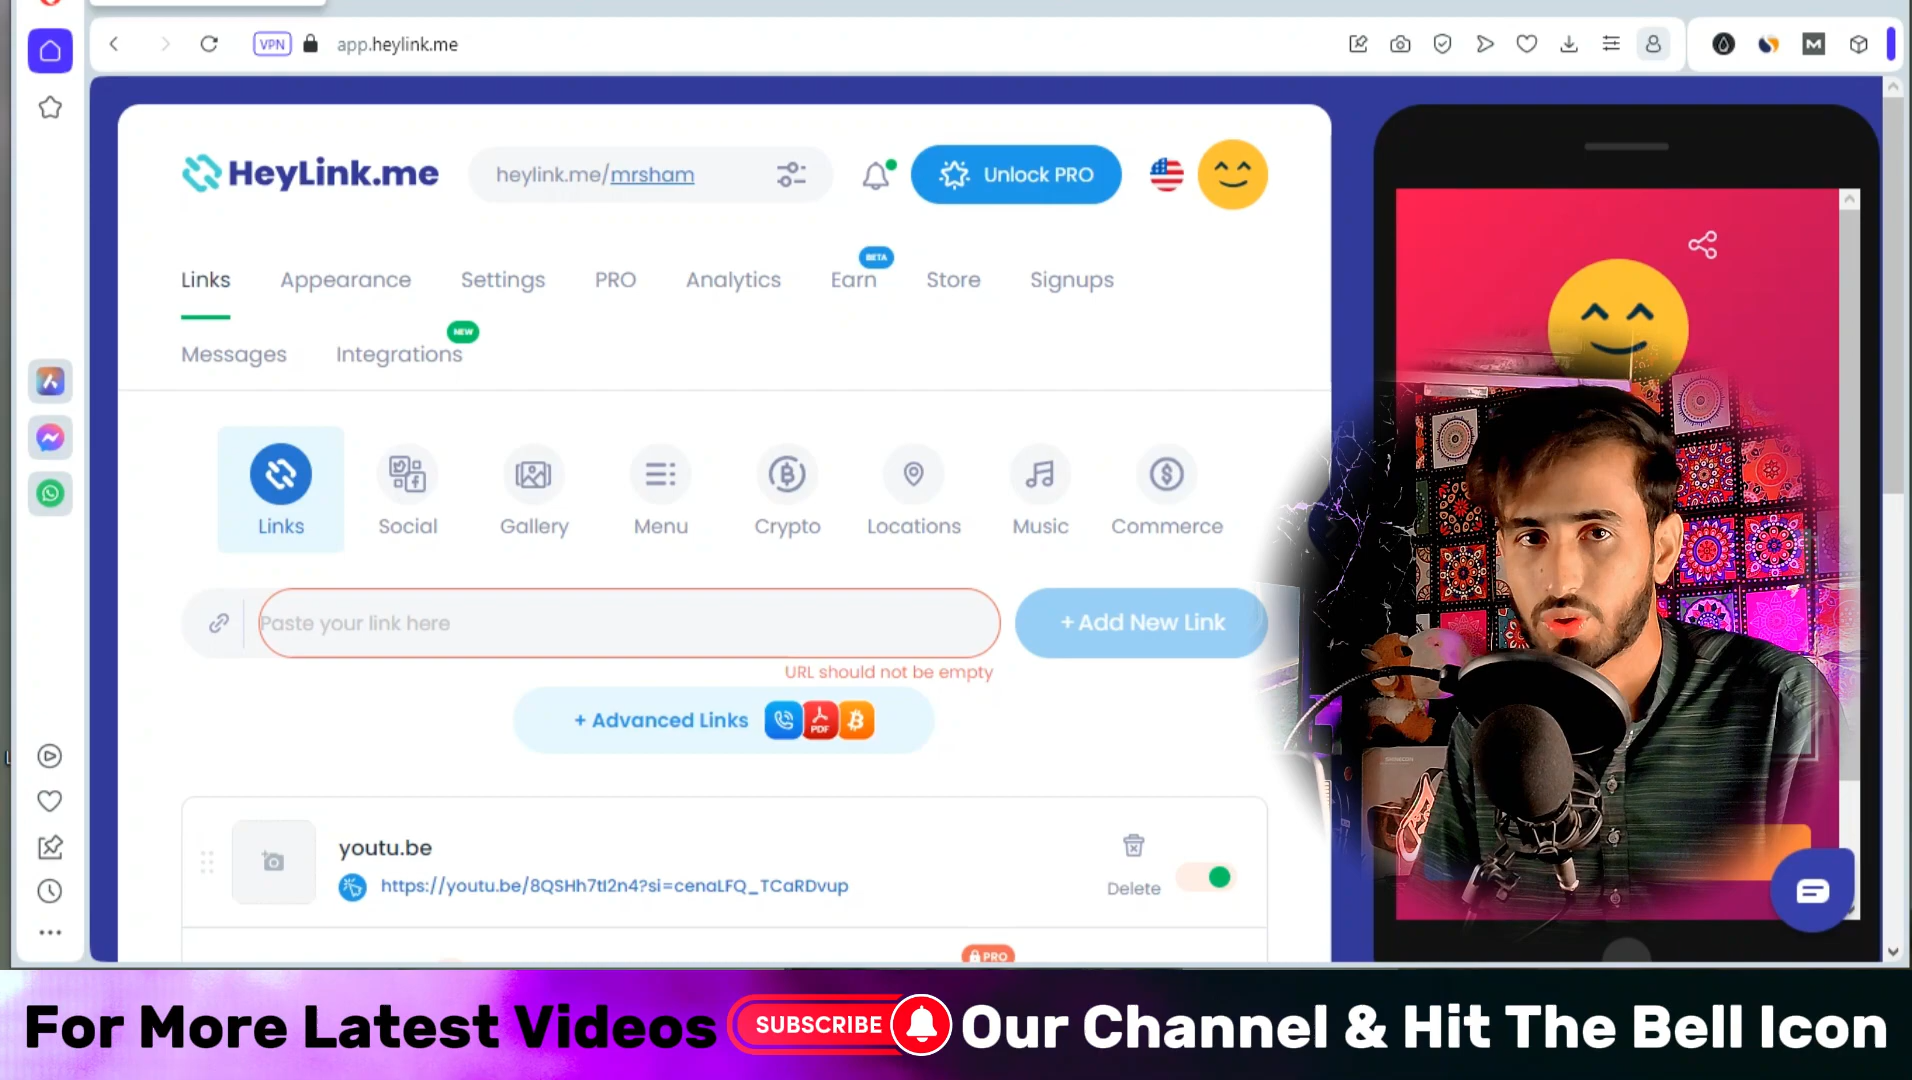 VPN app.heylink.me
HeyLink.me
heylink.me/mrsham
Unlock PRO
BETA
Links Appearance Settings PRO Analytics Earn Store Signups
NEW
Messages Integrations
Links Social Gallery Menu Crypto Locations Music Commerce
Paste your link here
+ Add New Link
URL should not be empty
+ Advanced Links
PDF
youtu.be
https://youtu.be/8QSHh7tI2n4?si=cenaLFQ_TCaRDvup
Delete
PRO
For More Latest Videos SUBSCRIBE Our Channel & Hit The Bell Icon